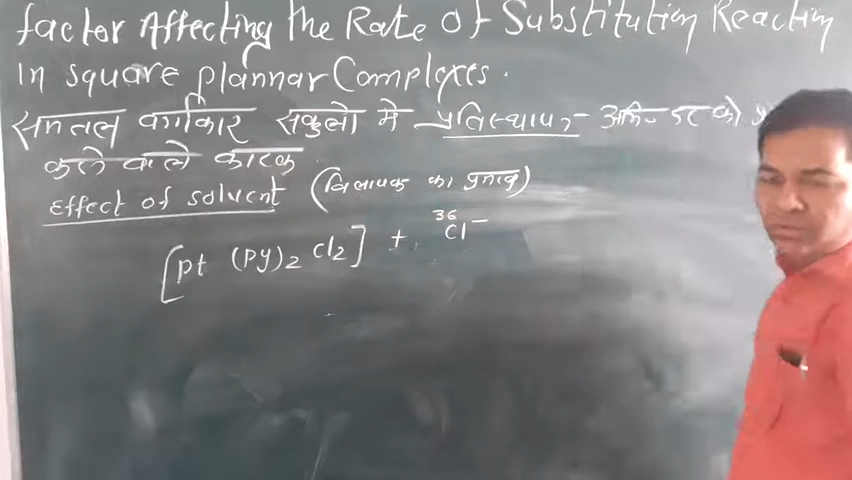 factor Affecting the Rate of Substitution Reaction
in square plannar Complexes.
समतल वर्गाकार संकुलो मे प्रतिस्थापन
करने वाले कारक
Effect of solvent (विलायक का प्रभाव)
[pt (py)₂ cl₂] + ³⁶Cl⁻